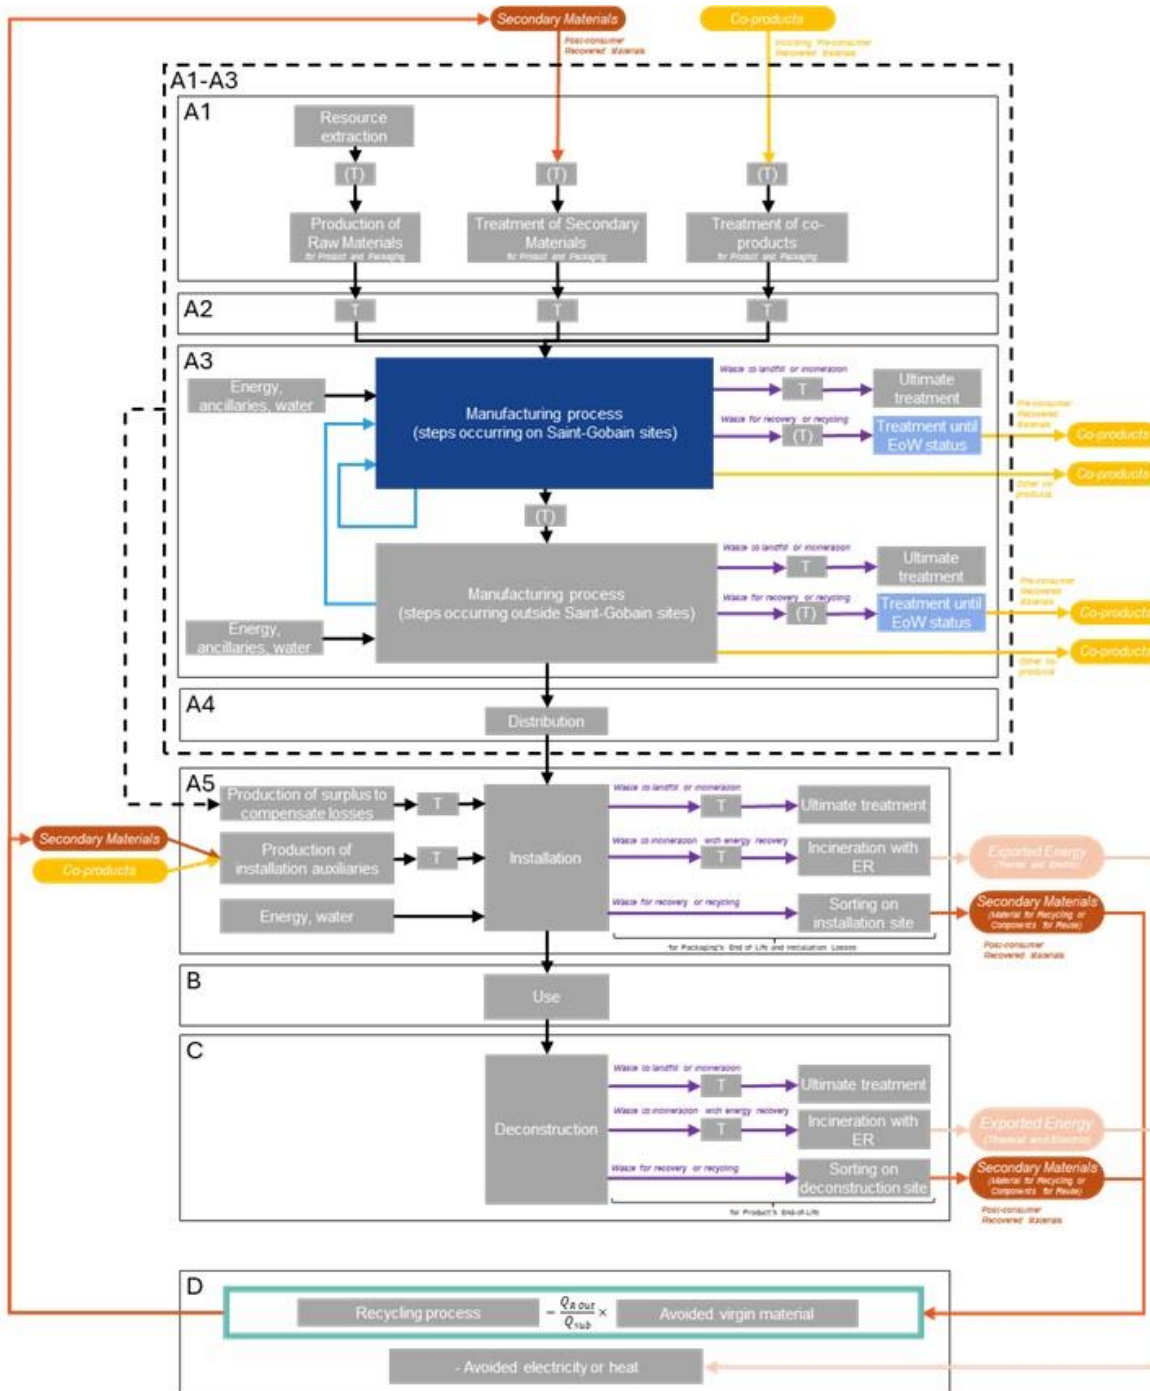 Secondary Materials
Co-products
Post-consumer
Recovered Materials
Including Pre-consumer
Recovered Materials
A1-A3
A1
Resource
extraction
(T)
(T)
(T)
Production of
Raw Materials
for Product and Packaging
Treatment of Secondary
Materials
for Product and Packaging
Treatment of co-
products
for Product and Packaging
A2
T
T
T
A3
Energy,
ancillaries, water
Manufacturing process
(steps occurring on Saint-Gobain sites)
Waste to landfill or incineration
T
Ultimate
treatment
Waste for recovery or recycling
(T)
Treatment until
EoW status
Pre-consumer
Recovered
Materials
Co-products
Other co-
products
Co-products
(T)
Manufacturing process
(steps occurring outside Saint-Gobain sites)
Energy,
ancillaries, water
Waste to landfill or incineration
T
Ultimate
treatment
Waste for recovery or recycling
(T)
Treatment until
EoW status
Pre-consumer
Recovered
Materials
Co-products
Other co-
products
Co-products
A4
Distribution
A5
Production of surplus to
compensate losses
T
Secondary Materials
Co-products
Production of
installation auxiliaries
T
Energy, water
Installation
Waste to landfill or incineration
T
Ultimate treatment
Waste to incineration with energy recovery
T
Incineration with
ER
Exported Energy
(Thermal and Electric)
Waste for recovery or recycling
Sorting on
installation site
Secondary Materials
(Material for Recycling or
Components for Reuse)
Post-consumer
Recovered Materials
for Packaging's End of Life and Installation Losses
B
Use
C
Deconstruction
Waste to landfill or incineration
T
Ultimate treatment
Waste to incineration with energy recovery
T
Incineration with
ER
Exported Energy
(Thermal and Electric)
Waste for recovery or recycling
Sorting on
deconstruction site
Secondary Materials
(Material for Recycling or
Components for Reuse)
Post-consumer
Recovered Materials
for Product's End-of-Life
D
Recycling process
− Q_R out / Q_sub ×
Avoided virgin material
- Avoided electricity or heat